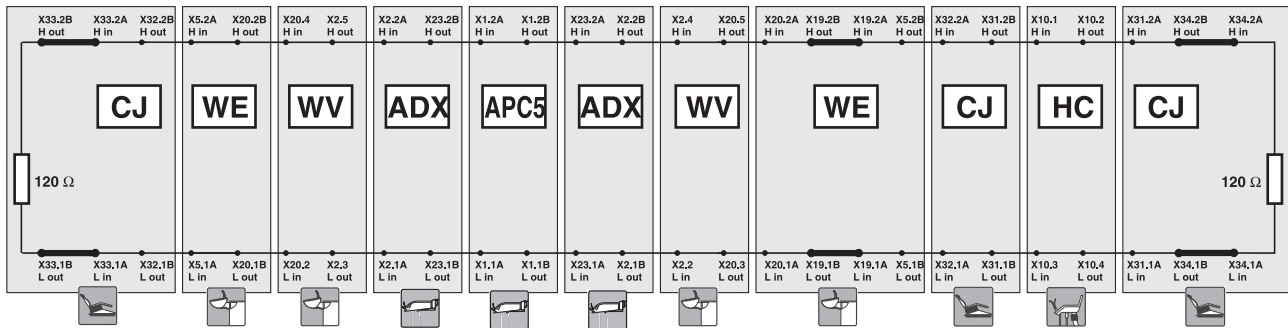 X33.2B X33.2A X32.2B X5.2A X20.2B X20.4 X2.5 X2.2A X23.2B X1.2A X1.2B X23.2A X2.2B X2.4 X20.5 X20.2A X19.2B X19.2A X5.2B X32.2A X31.2B X10.1 X10.2 X31.2A X34.2B X34.2A
H out H in H out H in H out H in H out H in H out H in H out H in H out H in H out H in H out H in H out H in H out H in H out H in H out H in
CJ WE WV ADX APC5 ADX WV WE CJ HC CJ
120 Ω 120 Ω
X33.1B X33.1A X32.1B X5.1A X20.1B X20.2 X2.3 X2.1A X23.1B X1.1A X1.1B X23.1A X2.1B X2.2 X20.3 X20.1A X19.1B X19.1A X5.1B X32.1A X31.1B X10.3 X10.4 X31.1A X34.1B X34.1A
L out L in L out L in L out L in L out L in L out L in L out L in L out L in L out L in L out L in L out L in L out L in L out L in L out L in